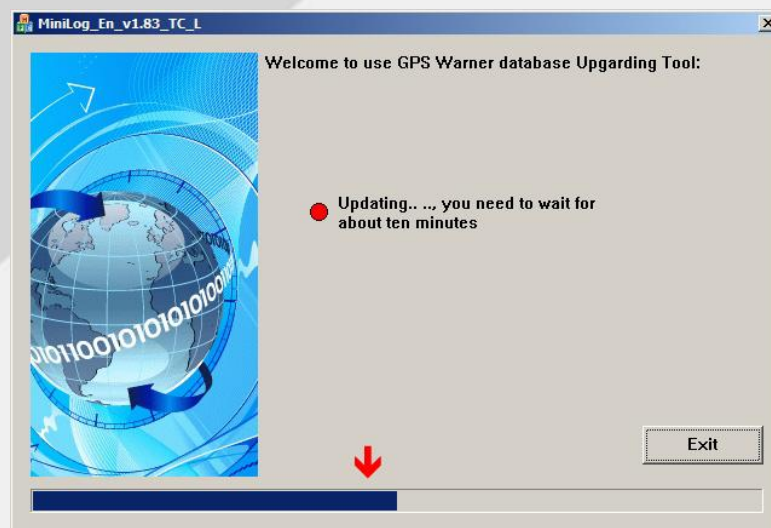 MiniLog_En_v1.83_TC_L
Welcome to use GPS Warner database Upgarding Tool:
Updating.. .., you need to wait for
about ten minutes
010110010101010100110
Exit